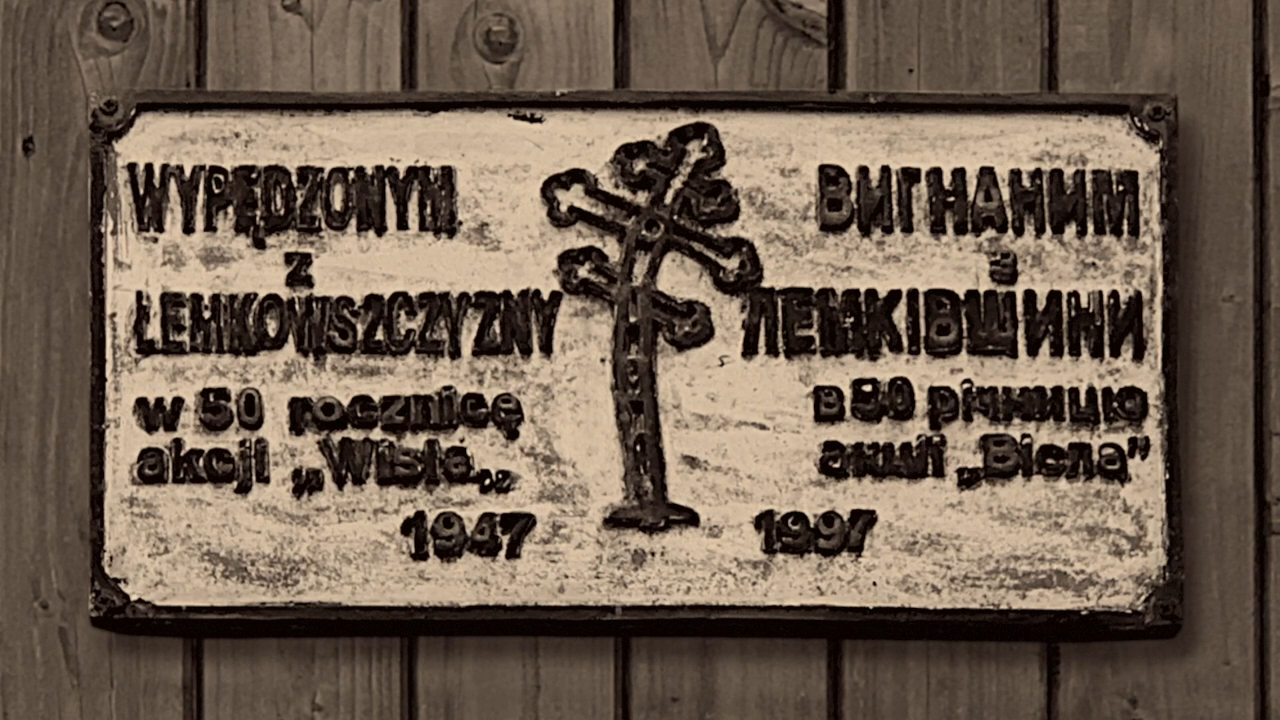 WYPĘDZONYM
z
ŁEMKOWSZCZYZNY
w 50 rocznicę
akcji „Wisła„
ВИГНАНИМ
з
ЛЕМКІВЩИНИ
в 50 річницю
акції „Вісла”
1947 1997